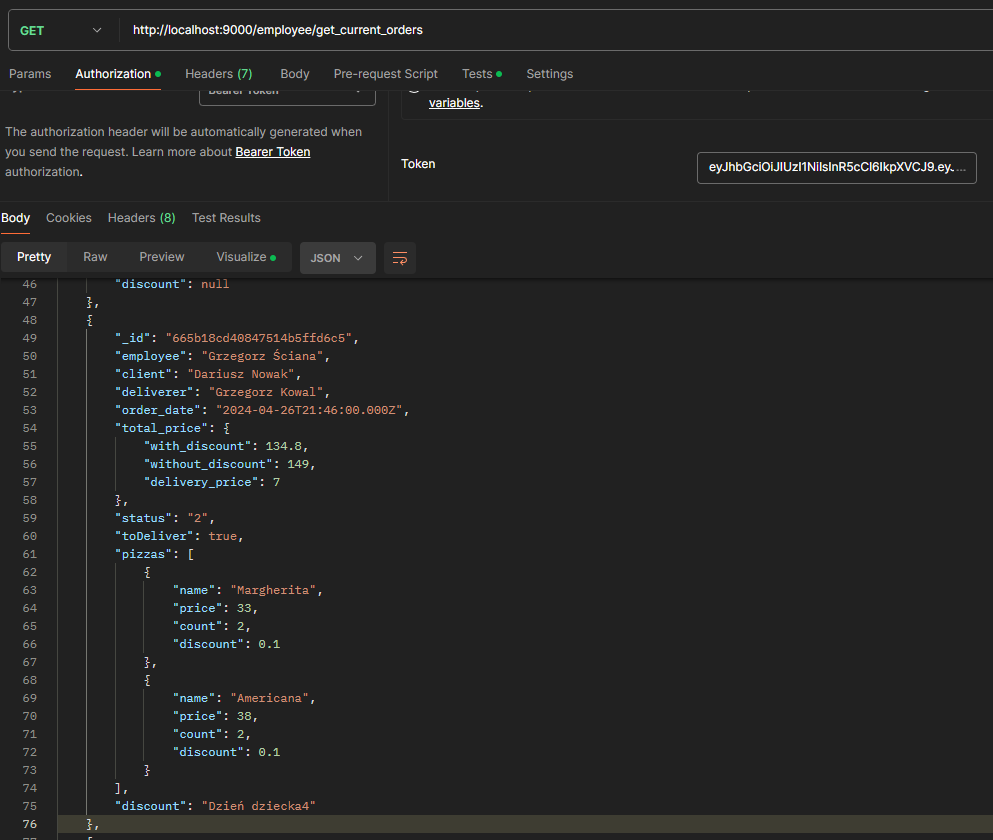 GET http://localhost:9000/employee/get_current_orders
Params Authorization Headers (7) Body Pre-request Script Tests Settings
Bearer Token
variables.
The authorization header will be automatically generated when
you send the request. Learn more about Bearer Token
authorization.
Token eyJhbGciOiJIUzI1NiIsInR5cCI6IkpXVCJ9.ey. ...
Body Cookies Headers (8) Test Results
Pretty Raw Preview Visualize JSON
46 "discount": null
47 },
48 {
49 "_id": "665b18cd40847514b5ffd6c5",
50 "employee": "Grzegorz Ściana",
51 "client": "Dariusz Nowak",
52 "deliverer": "Grzegorz Kowal",
53 "order_date": "2024-04-26T21:46:00.000Z",
54 "total_price": {
55 "with_discount": 134.8,
56 "without_discount": 149,
57 "delivery_price": 7
58 },
59 "status": "2",
60 "toDeliver": true,
61 "pizzas": [
62 {
63 "name": "Margherita",
64 "price": 33,
65 "count": 2,
66 "discount": 0.1
67 },
68 {
69 "name": "Americana",
70 "price": 38,
71 "count": 2,
72 "discount": 0.1
73 }
74 ],
75 "discount": "Dzień dziecka4"
76 },